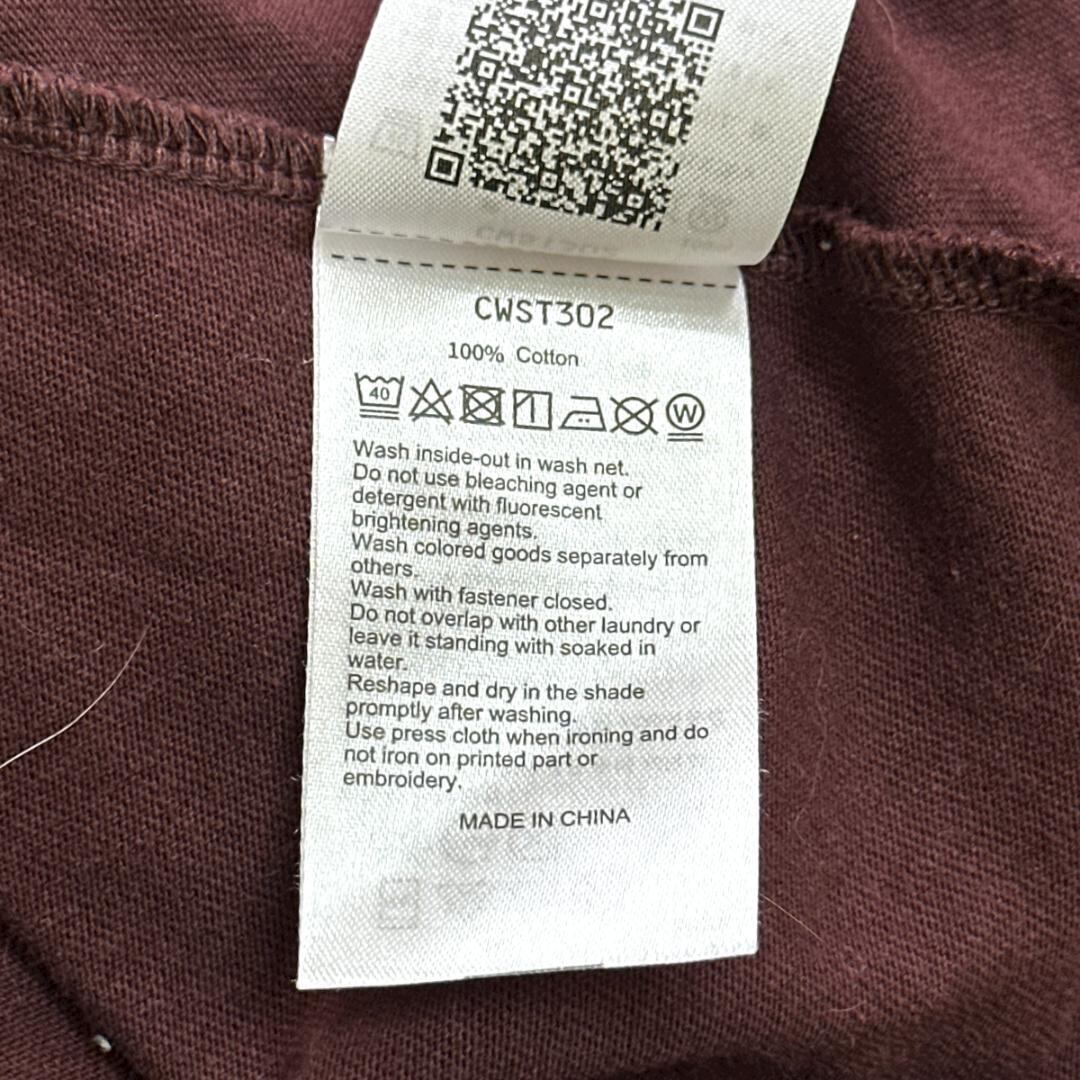 CWST302
100% Cotton
40 W
Wash inside-out in wash net.
Do not use bleaching agent or
detergent with fluorescent
brightening agents.
Wash colored goods separately from
others.
Wash with fastener closed.
Do not overlap with other laundry or
leave it standing with soaked in
water.
Reshape and dry in the shade
promptly after washing.
Use press cloth when ironing and do
not iron on printed part or
embroidery.
MADE IN CHINA